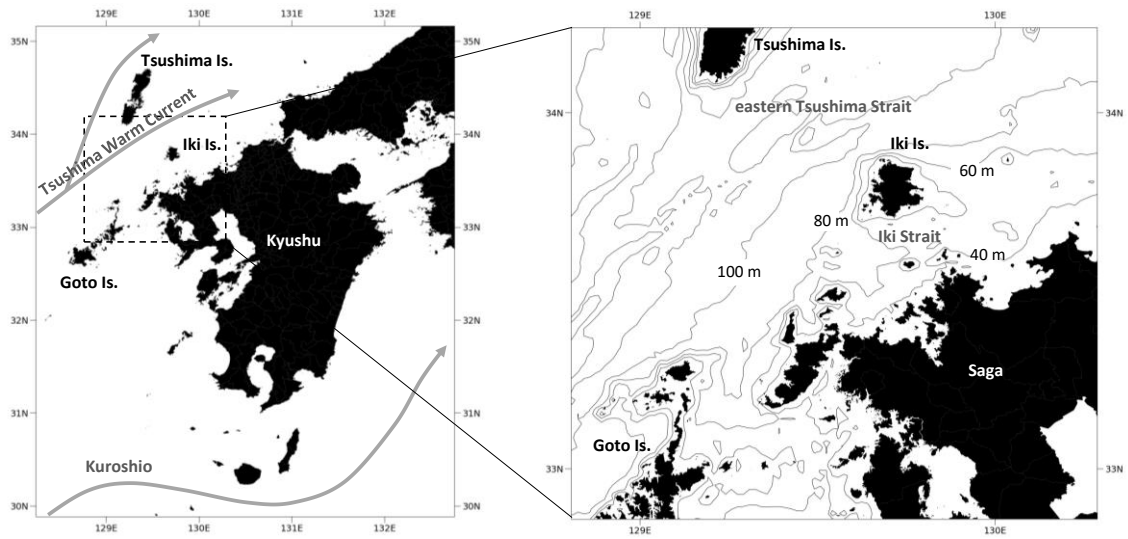 129E 130E 131E 132E
35N 35N
Tsushima Is.
34N 34N
Tsushima Warm Current
Iki Is.
33N 33N
Kyushu
Goto Is.
32N 32N
31N 31N
Kuroshio
30N 30N
129E 130E 131E 132E
129E 130E
Tsushima Is.
34N 34N
eastern Tsushima Strait
Iki Is.
60 m
80 m
Iki Strait
40 m
100 m
Saga
Goto Is.
33N 33N
129E 130E